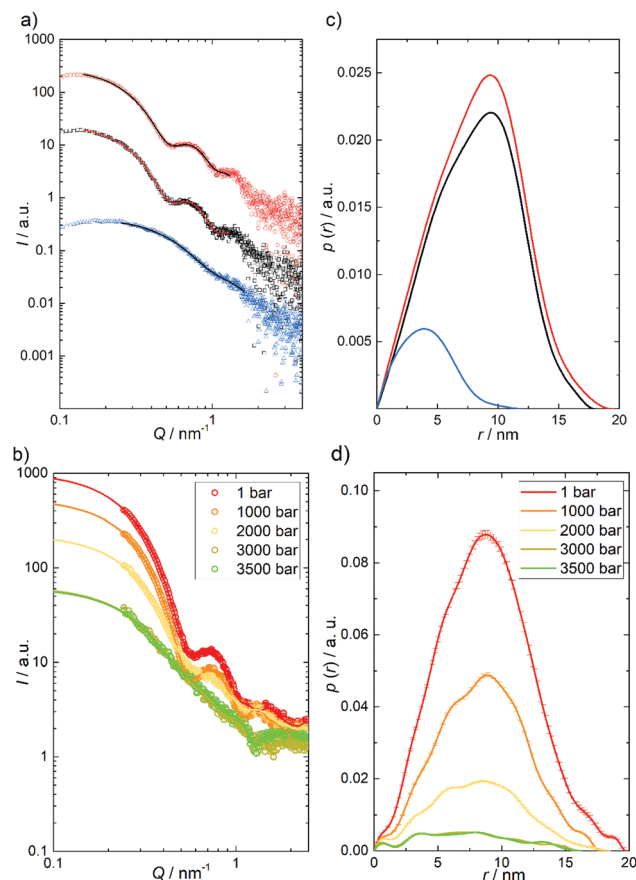 a)
1000
100
10
1
0.1
0.01
0.001
I / a.u.
0.1
1
Q / nm⁻¹
c)
0.025
0.020
0.015
0.010
0.005
p (r) / a.u.
0
5
10
15
20
r / nm
b)
1000
100
10
1
0.1
I / a.u.
0.1
1
Q / nm⁻¹
1 bar
1000 bar
2000 bar
3000 bar
3500 bar
d)
0.10
0.08
0.06
0.04
0.02
0.00
p (r) / a. u.
0
5
10
15
20
r / nm
1 bar
1000 bar
2000 bar
3000 bar
3500 bar